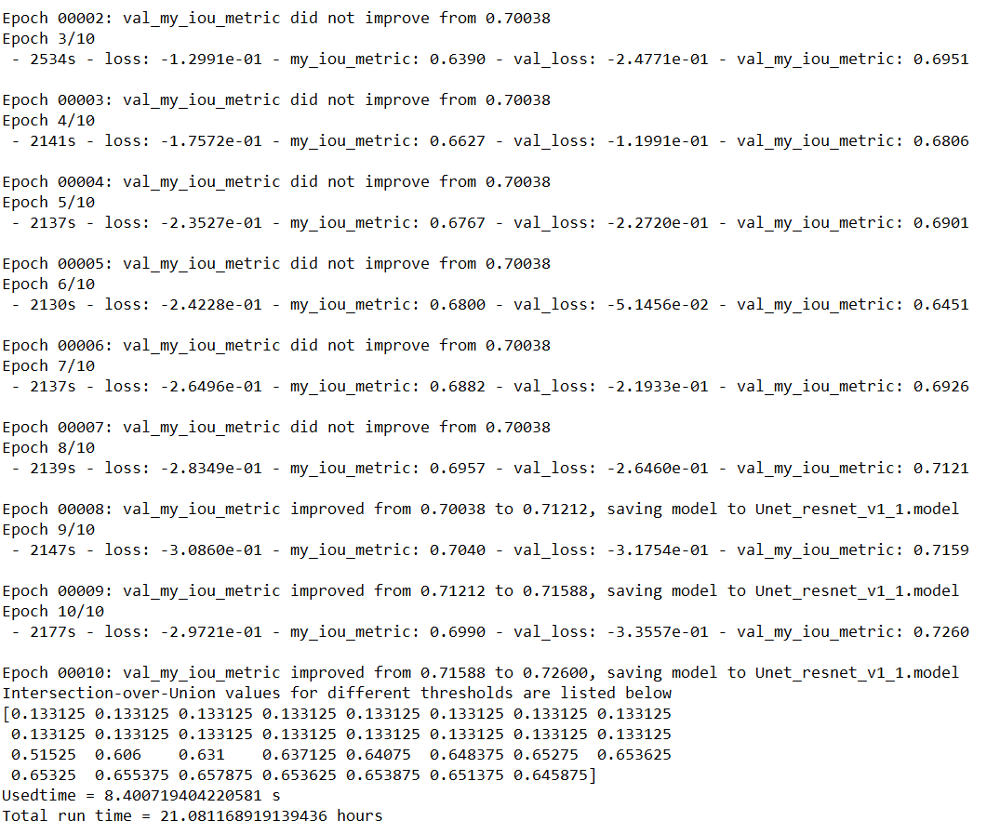 Epoch 00002: val_my_iou_metric did not improve from 0.70038
Epoch 3/10
 - 2534s - loss: -1.2991e-01 - my_iou_metric: 0.6390 - val_loss: -2.4771e-01 - val_my_iou_metric: 0.6951

Epoch 00003: val_my_iou_metric did not improve from 0.70038
Epoch 4/10
 - 2141s - loss: -1.7572e-01 - my_iou_metric: 0.6627 - val_loss: -1.1991e-01 - val_my_iou_metric: 0.6806

Epoch 00004: val_my_iou_metric did not improve from 0.70038
Epoch 5/10
 - 2137s - loss: -2.3527e-01 - my_iou_metric: 0.6767 - val_loss: -2.2720e-01 - val_my_iou_metric: 0.6901

Epoch 00005: val_my_iou_metric did not improve from 0.70038
Epoch 6/10
 - 2130s - loss: -2.4228e-01 - my_iou_metric: 0.6800 - val_loss: -5.1456e-02 - val_my_iou_metric: 0.6451

Epoch 00006: val_my_iou_metric did not improve from 0.70038
Epoch 7/10
 - 2137s - loss: -2.6496e-01 - my_iou_metric: 0.6882 - val_loss: -2.1933e-01 - val_my_iou_metric: 0.6926

Epoch 00007: val_my_iou_metric did not improve from 0.70038
Epoch 8/10
 - 2139s - loss: -2.8349e-01 - my_iou_metric: 0.6957 - val_loss: -2.6460e-01 - val_my_iou_metric: 0.7121

Epoch 00008: val_my_iou_metric improved from 0.70038 to 0.71212, saving model to Unet_resnet_v1_1.model
Epoch 9/10
 - 2147s - loss: -3.0860e-01 - my_iou_metric: 0.7040 - val_loss: -3.1754e-01 - val_my_iou_metric: 0.7159

Epoch 00009: val_my_iou_metric improved from 0.71212 to 0.71588, saving model to Unet_resnet_v1_1.model
Epoch 10/10
 - 2177s - loss: -2.9721e-01 - my_iou_metric: 0.6990 - val_loss: -3.3557e-01 - val_my_iou_metric: 0.7260

Epoch 00010: val_my_iou_metric improved from 0.71588 to 0.72600, saving model to Unet_resnet_v1_1.model
Intersection-over-Union values for different thresholds are listed below
[0.133125 0.133125 0.133125 0.133125 0.133125 0.133125 0.133125 0.133125
 0.133125 0.133125 0.133125 0.133125 0.133125 0.133125 0.133125 0.133125
 0.51525  0.606    0.631    0.637125 0.64075  0.648375 0.65275  0.653625
 0.65325  0.655375 0.657875 0.653625 0.653875 0.651375 0.645875]
Usedtime = 8.400719404220581 s
Total run time = 21.081168919139436 hours